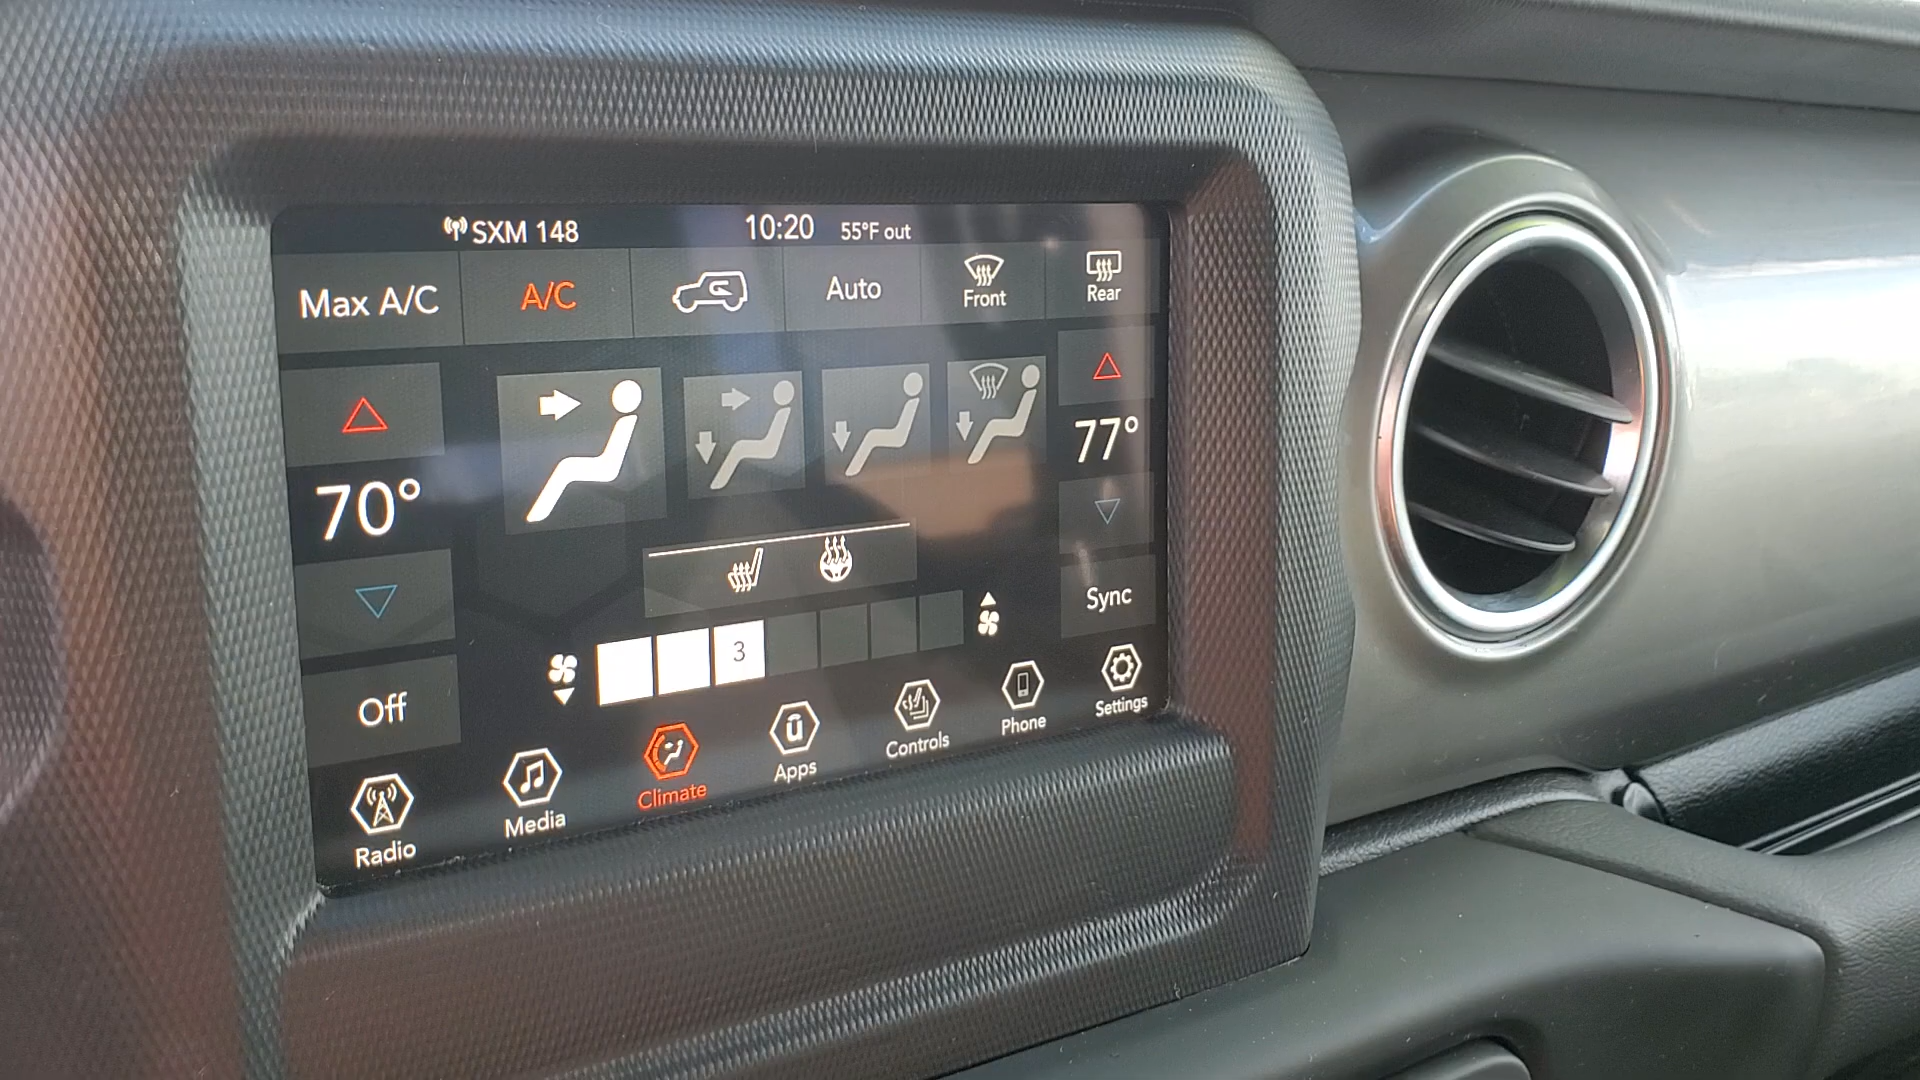 SXM 148
10:20
55°F out
Max A/C
A/C
Auto
Front
Rear
70°
77°
Sync
3
Off
Radio
Media
Climate
Apps
Controls
Phone
Settings